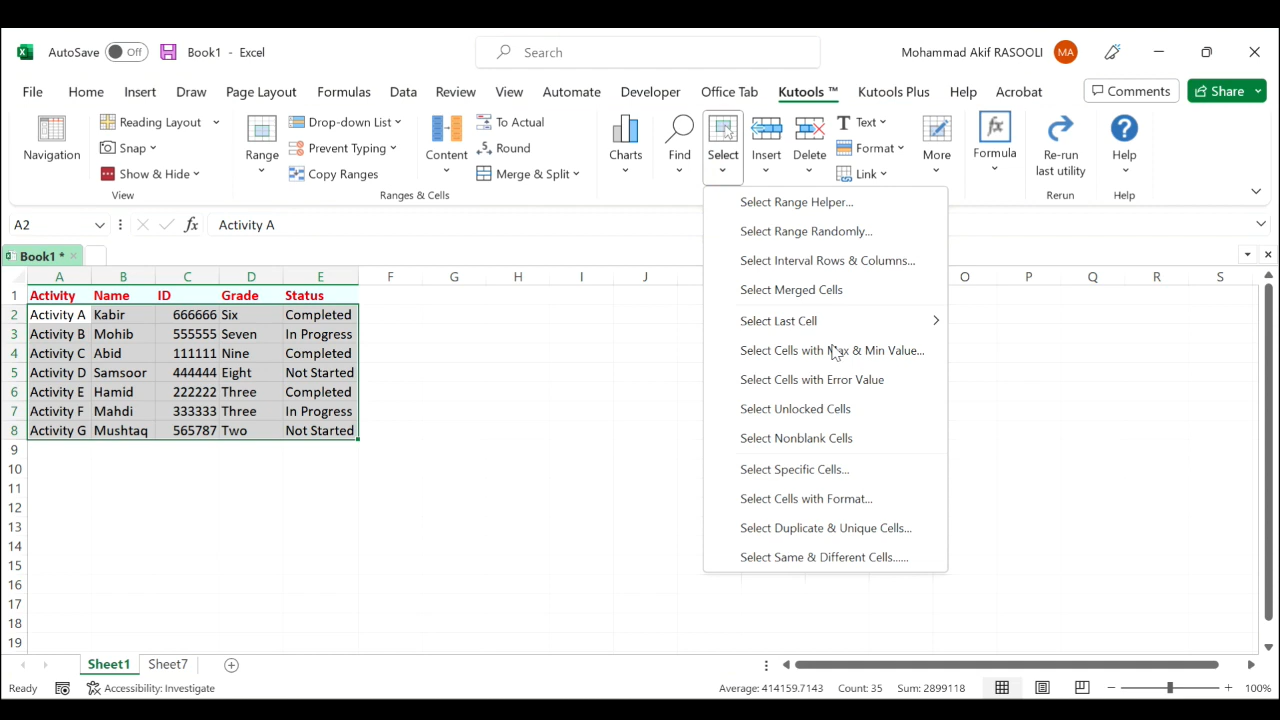 AutoSave Off Book1 - Excel Search Mohammad Akif RASOOLI MA
File Home Insert Draw Page Layout Formulas Data Review View Automate Developer Office Tab Kutools ™ Kutools Plus Help Acrobat Comments Share
Navigation
Reading Layout
Snap
Show & Hide
View
Range
Drop-down List
Prevent Typing
Copy Ranges
Content
To Actual
Round
Merge & Split
Ranges & Cells
Charts
Find
Select
Insert
Delete
Text
Format
Link
More
Formula
Re-run
last utility
Rerun
Help
Help
A2 fx Activity A
Book1 *
A B C D E F G H I J O P Q R S
1 Activity Name ID Grade Status
2 Activity A Kabir 666666 Six Completed
3 Activity B Mohib 555555 Seven In Progress
4 Activity C Abid 111111 Nine Completed
5 Activity D Samsoor 444444 Eight Not Started
6 Activity E Hamid 222222 Three Completed
7 Activity F Mahdi 333333 Three In Progress
8 Activity G Mushtaq 565787 Two Not Started
9
10
11
12
13
14
15
16
17
18
19
Select Range Helper...
Select Range Randomly...
Select Interval Rows & Columns...
Select Merged Cells
Select Last Cell
Select Cells with Max & Min Value...
Select Cells with Error Value
Select Unlocked Cells
Select Nonblank Cells
Select Specific Cells...
Select Cells with Format...
Select Duplicate & Unique Cells...
Select Same & Different Cells......
Sheet1 Sheet7
Ready Accessibility: Investigate Average: 414159.7143 Count: 35 Sum: 2899118 100%